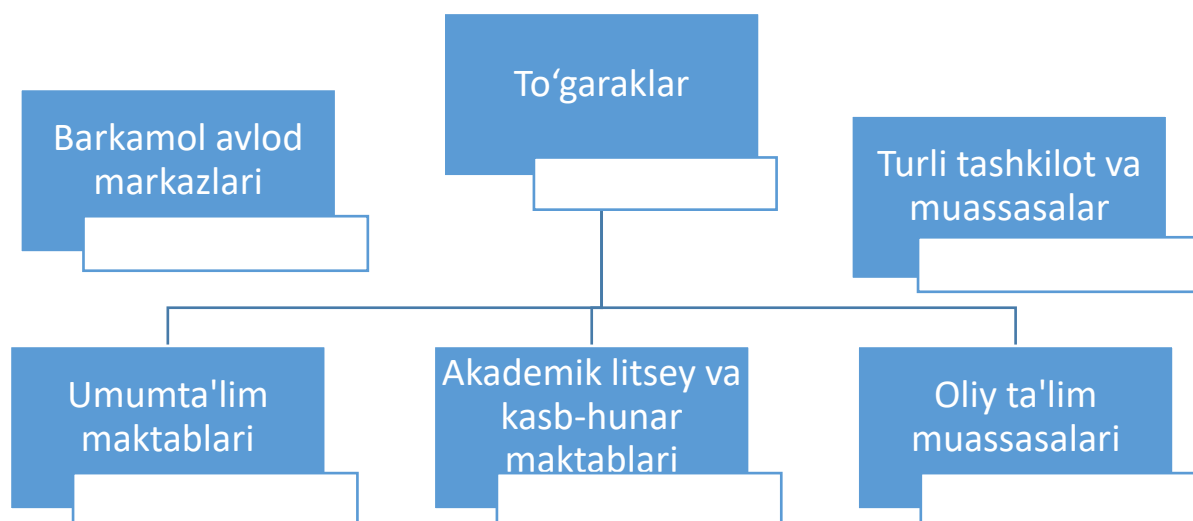 To‘garaklar
Barkamol avlod
markazlari
Turli tashkilot va
muassasalar
Umumta'lim
maktablari
Akademik litsey va
kasb-hunar
maktablari
Oliy ta'lim
muassasalari